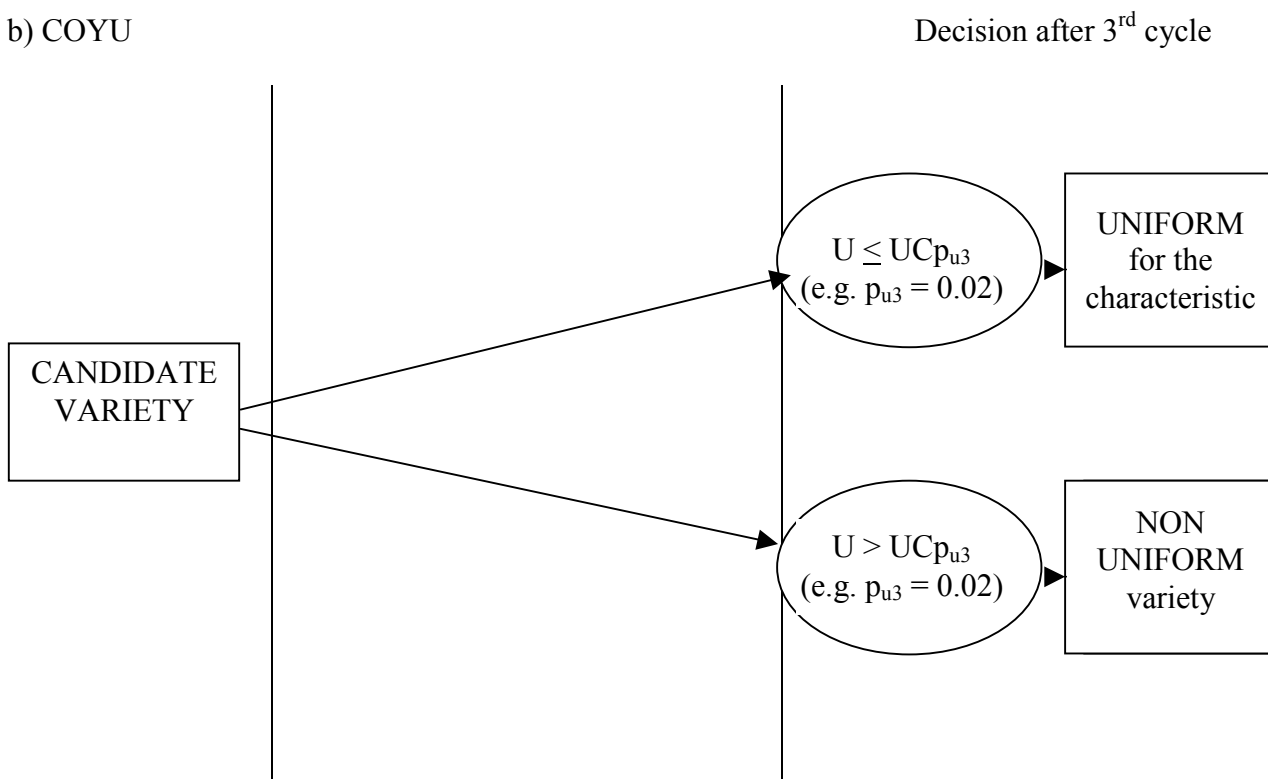 b) COYU
Decision after 3rd cycle
U ≤ UCpu3
(e.g. pu3 = 0.02)
UNIFORM
for the
characteristic
CANDIDATE
VARIETY
U > UCpu3
(e.g. pu3 = 0.02)
NON
UNIFORM
variety